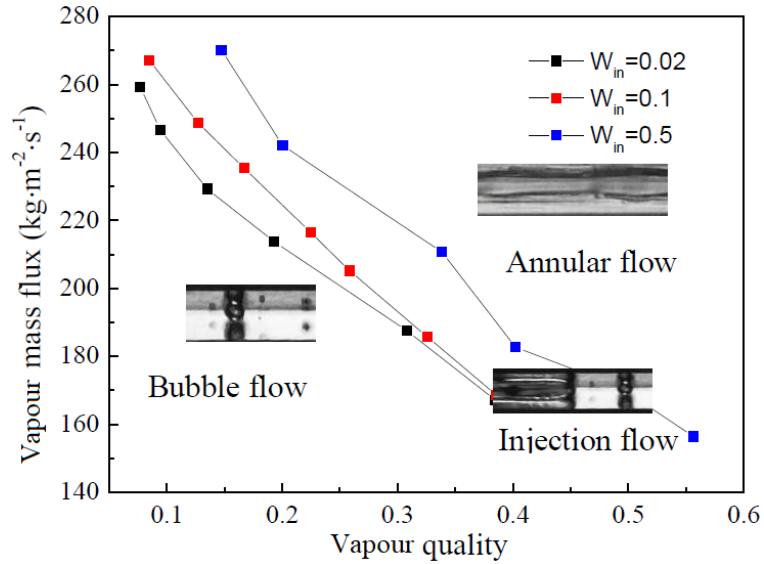 280
260
240
220
200
180
160
140
Vapour mass flux (kg·m⁻²·s⁻¹)
W_in=0.02
W_in=0.1
W_in=0.5
Annular flow
Bubble flow
Injection flow
0.1 0.2 0.3 0.4 0.5 0.6
Vapour quality